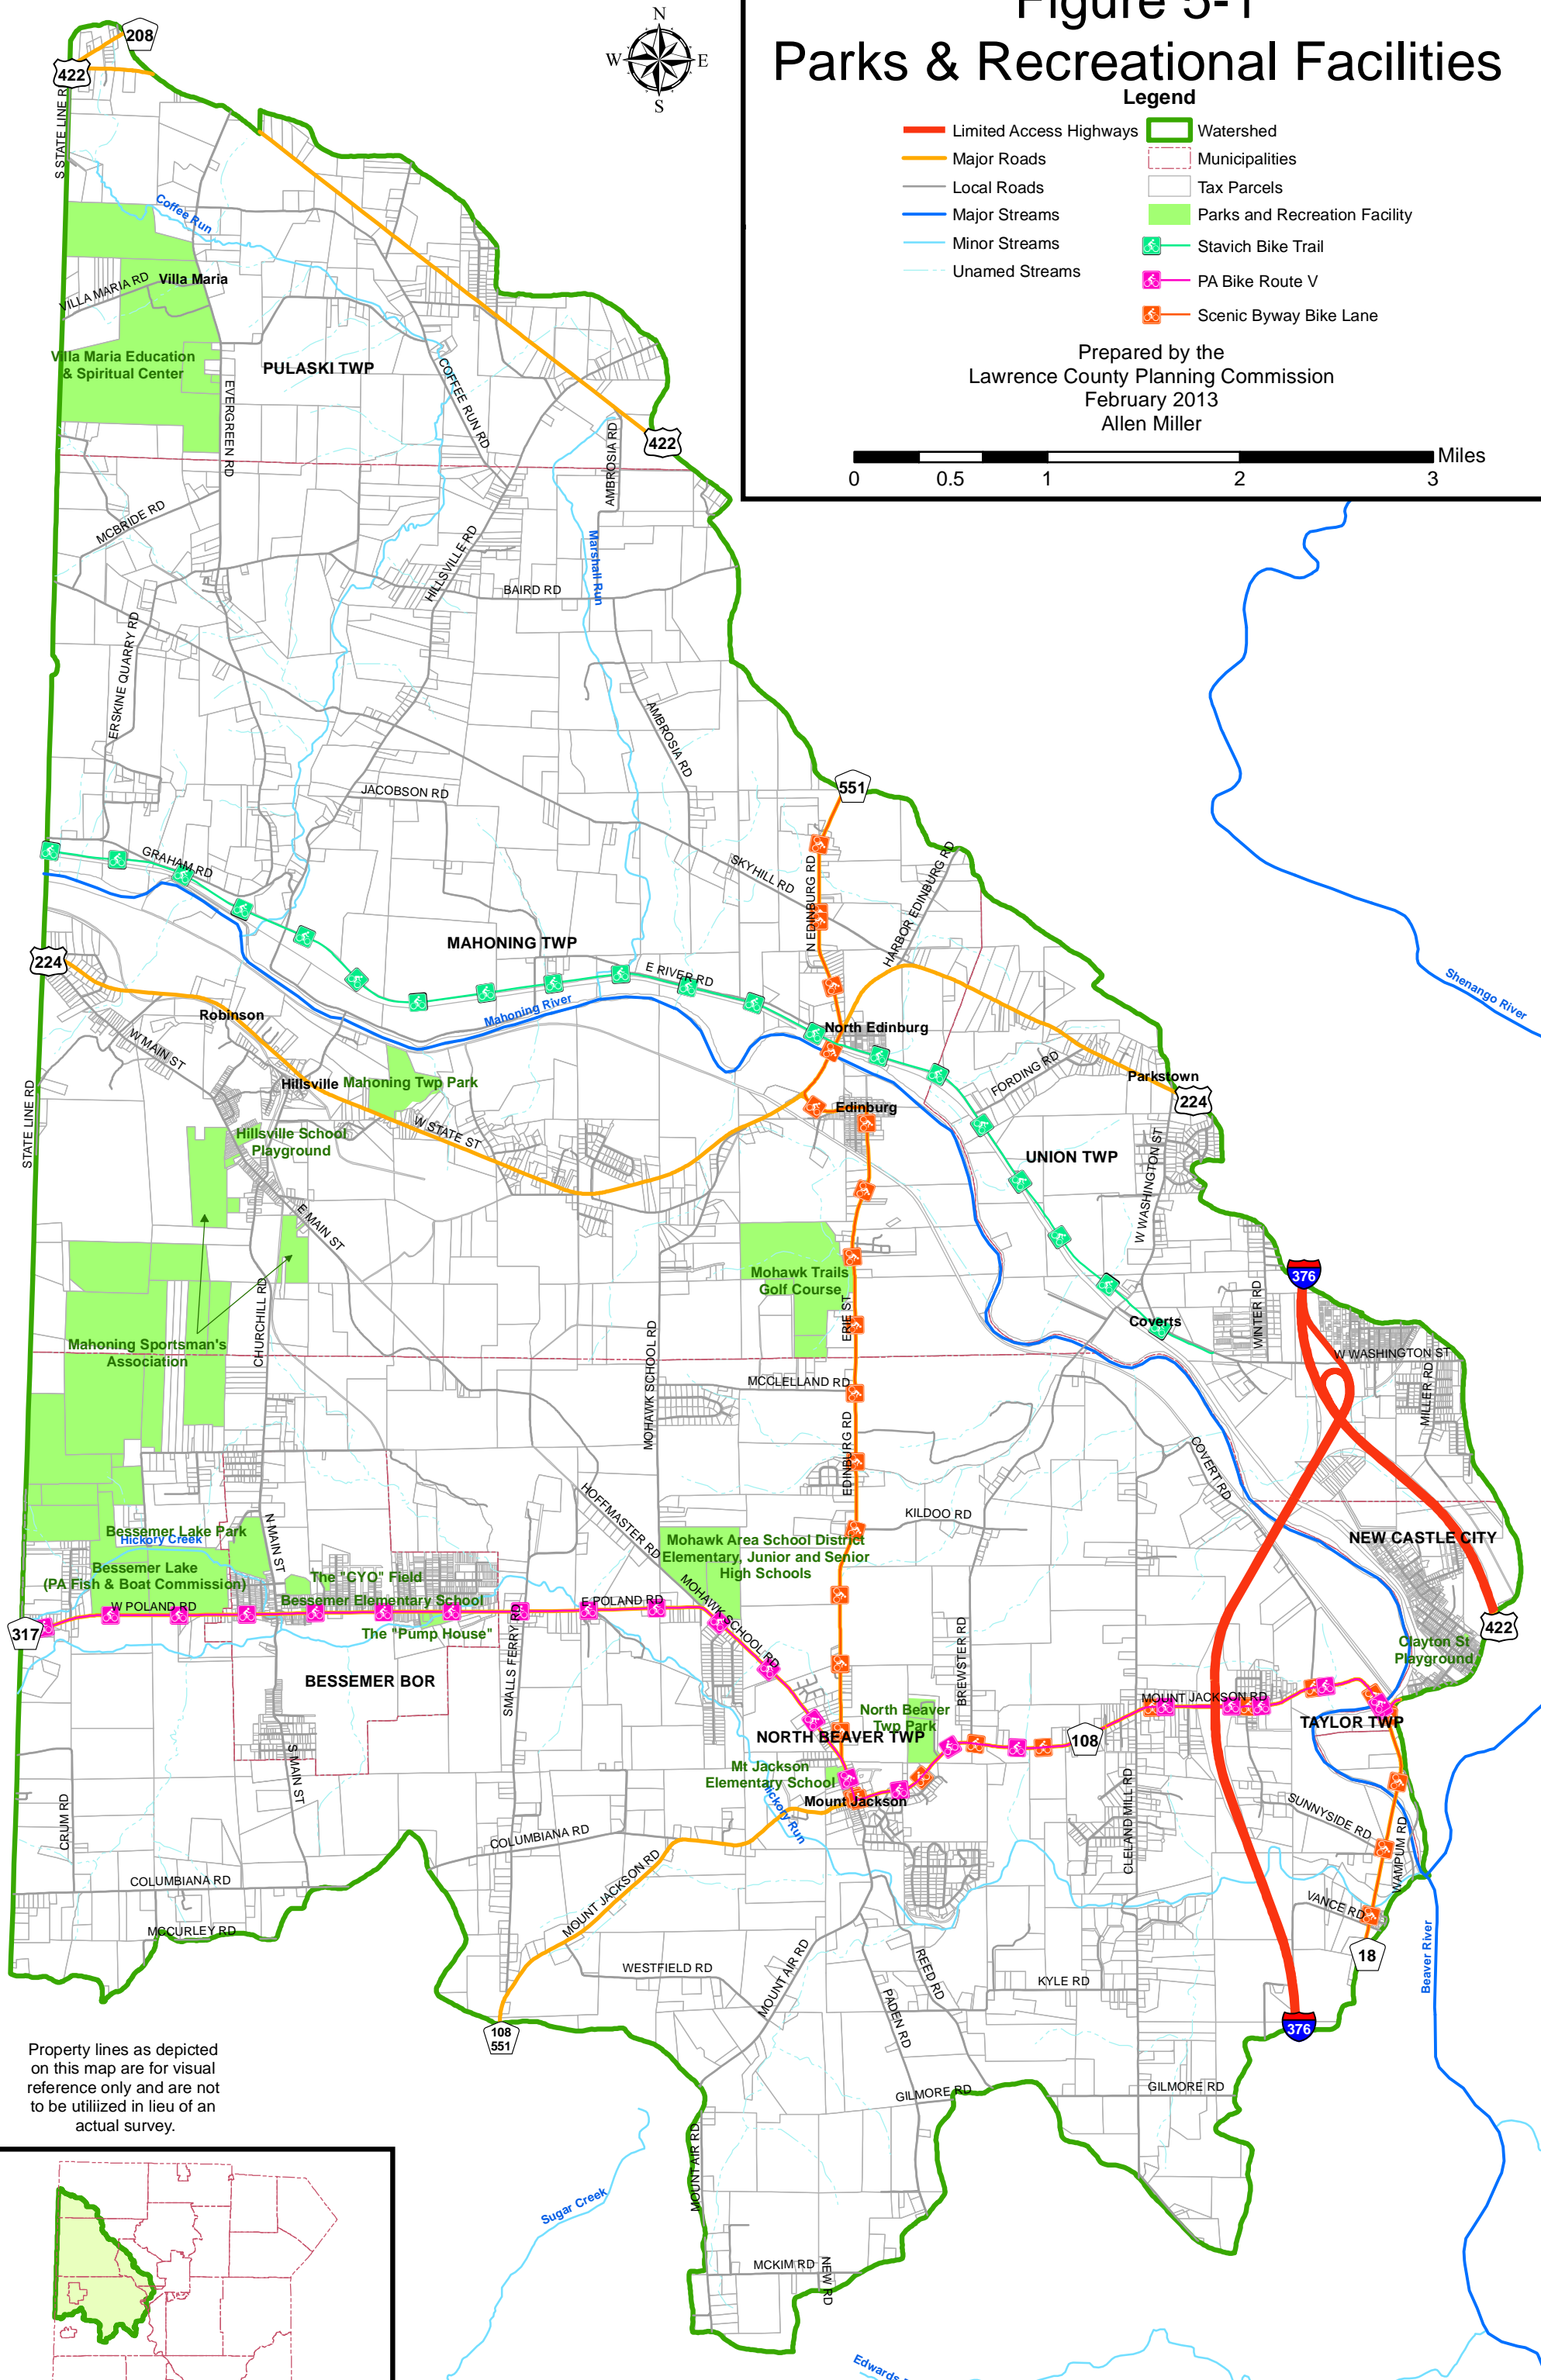 Figure 5-1
Parks & Recreational Facilities
Legend
Limited Access Highways
Major Roads
Local Roads
Major Streams
Minor Streams
Unamed Streams
Watershed
Municipalities
Tax Parcels
Parks and Recreation Facility
Stavich Bike Trail
PA Bike Route V
Scenic Byway Bike Lane
Prepared by the
Lawrence County Planning Commission
February 2013
Allen Miller
Miles
0 0.5 1 2 3
N
W E
S
208
422
S STATE LINE R
Coffee Run
VILLA MARIA RD
Villa Maria
Villa Maria Education
& Spiritual Center
PULASKI TWP
EVERGREEN RD
COFFEE RUN RD
AMBROSIA RD
422
MCBRIDE RD
HILLSVILLE RD
Marshall Run
BAIRD RD
ERSKINE QUARRY RD
AMBROSIA RD
JACOBSON RD
551
GRAHAM RD
SKYHILL RD
N EDINBURG RD
HARBOR EDINBURG RD
MAHONING TWP
224
E RIVER RD
Mahoning River
Shenango River
Robinson
North Edinburg
W MAIN ST
Hillsville
Mahoning Twp Park
FORDING RD
Parkstown
224
Edinburg
W STATE ST
Hillsville School
Playground
STATE LINE RD
UNION TWP
W WASHINGTON ST
E MAIN ST
Mohawk Trails
Golf Course
376
ERIE ST
CHURCHILL RD
Coverts
WINTER RD
Mahoning Sportsman's
Association
MOHAWK SCHOOL RD
W WASHINGTON ST
MCCLELLAND RD
MILLER RD
EDINBURG RD
COVERT RD
HOFFMASTER RD
KILDOO RD
N MAIN ST
Bessemer Lake Park
Hickory Creek
Mohawk Area School District
Elementary, Junior and Senior
High Schools
NEW CASTLE CITY
Bessemer Lake
(PA Fish & Boat Commission)
The "CYO" Field
Bessemer Elementary School
W POLAND RD
E POLAND RD
MOHAWK SCHOOL RD
317
The "Pump House"
422
Clayton St
Playground
SMALLS FERRY RD
BREWSTER RD
BESSEMER BOR
MOUNT JACKSON RD
North Beaver
Twp Park
TAYLOR TWP
NORTH BEAVER TWP
108
S MAIN ST
Mt Jackson
Elementary School
Mount Jackson
Hickory Run
CRUM RD
COLUMBIANA RD
CLELAND MILL RD
SUNNYSIDE RD
WAMPUM RD
COLUMBIANA RD
MOUNT JACKSON RD
VANCE RD
MCCURLEY RD
18
Beaver River
WESTFIELD RD
MOUNT AIR RD
REED RD
KYLE RD
PADEN RD
376
108
551
Property lines as depicted
on this map are for visual
reference only and are not
to be utiliized in lieu of an
actual survey.
GILMORE RD
GILMORE RD
MOUNT AIR RD
Sugar Creek
MCKIM RD
NEW RD
Edwards